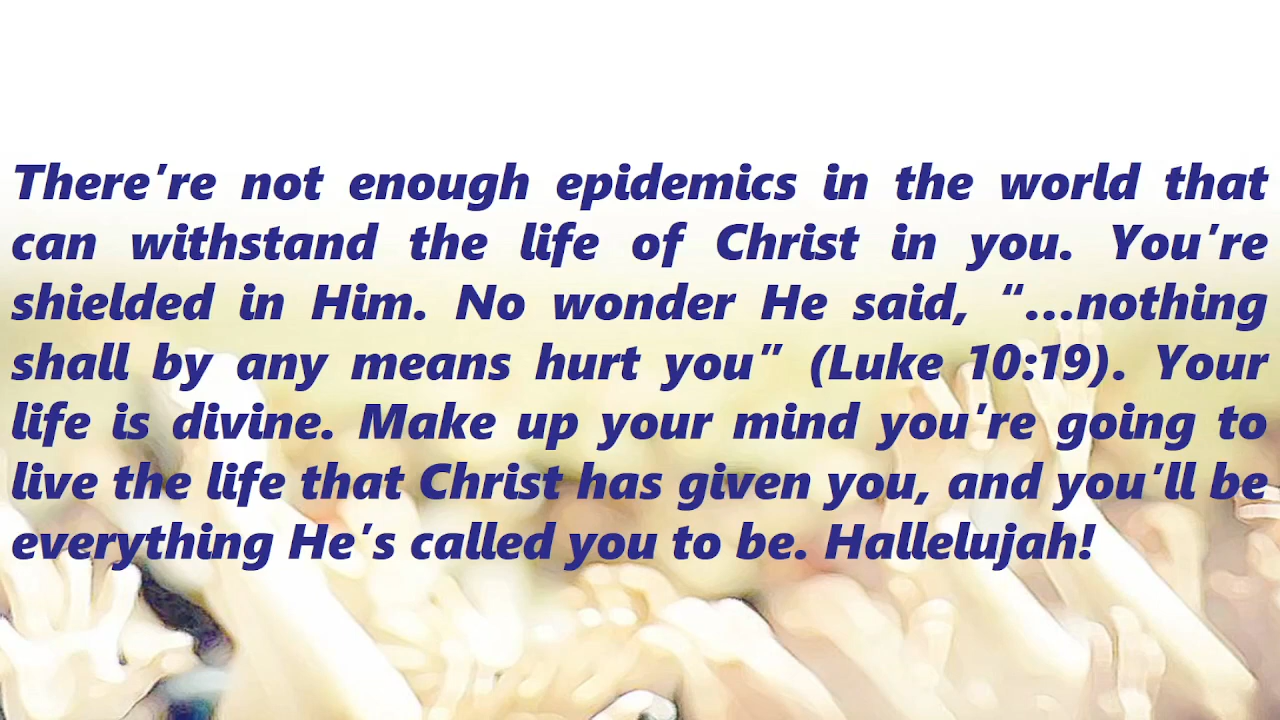 There're not enough epidemics in the world that
can withstand the life of Christ in you. You're
shielded in Him. No wonder He said, “...nothing
shall by any means hurt you” (Luke 10:19). Your
life is divine. Make up your mind you're going to
live the life that Christ has given you, and you'll be
everything He's called you to be. Hallelujah!